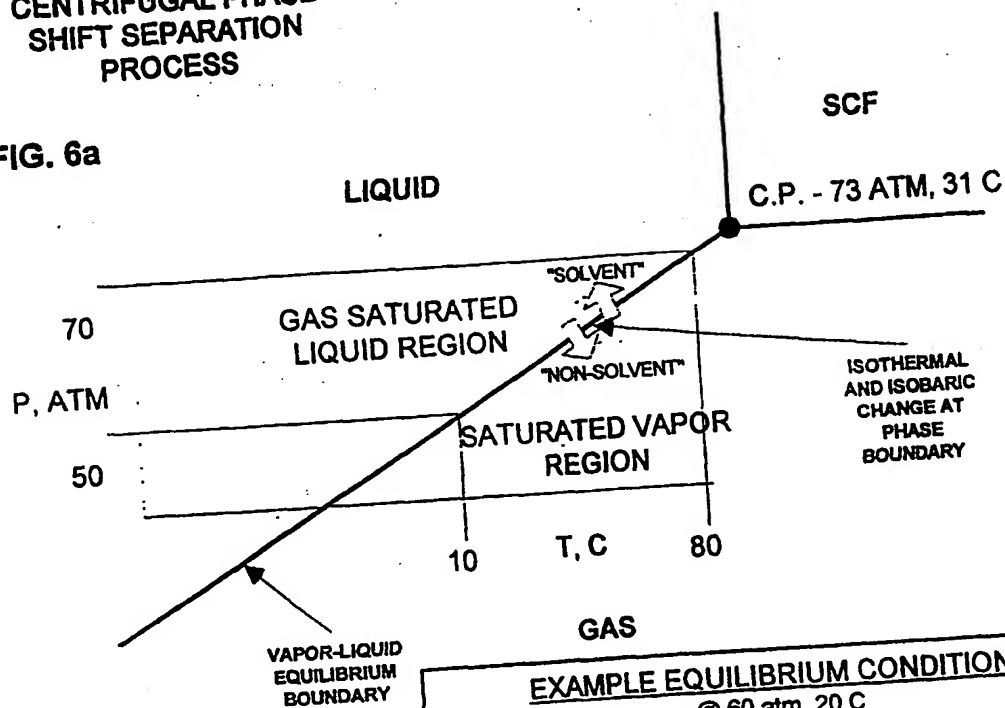 CENTRIFUGAL PHASE
SHIFT SEPARATION
PROCESS
FIG. 6a
SCF
LIQUID
C.P. - 73 ATM, 31 C
"SOLVENT"
70
GAS SATURATED
LIQUID REGION
"NON-SOLVENT"
ISOTHERMAL
AND ISOBARIC
CHANGE AT
PHASE
BOUNDARY
P, ATM
SATURATED VAPOR
REGION
50
10
T, C
80
GAS
VAPOR-LIQUID
EQUILIBRIUM
BOUNDARY
EXAMPLE EQUILIBRIUM CONDITION
@ 60 atm, 20 C